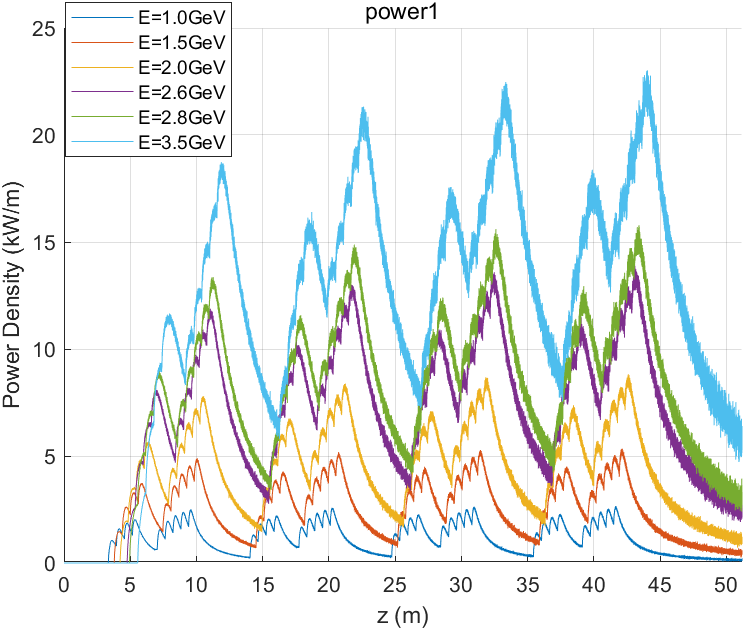 power1
E=1.0GeV
E=1.5GeV
E=2.0GeV
E=2.6GeV
E=2.8GeV
E=3.5GeV
Power Density (kW/m)
25
20
15
10
5
0
0 5 10 15 20 25 30 35 40 45 50
z (m)